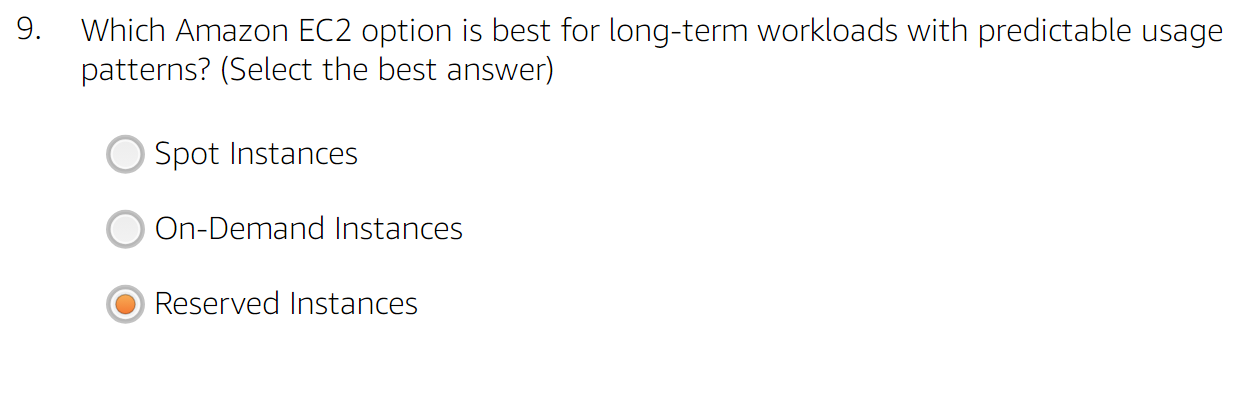 9. Which Amazon EC2 option is best for long-term workloads with predictable usage
patterns? (Select the best answer)
Spot Instances
On-Demand Instances
Reserved Instances